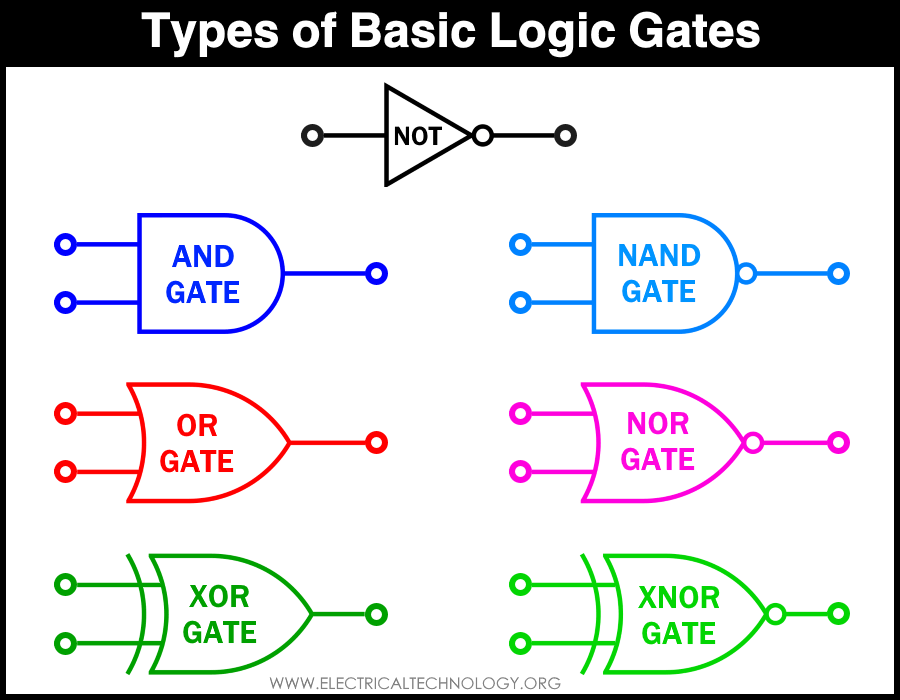 Types of Basic Logic Gates
NOT
AND
GATE
NAND
GATE
OR
GATE
NOR
GATE
XOR
GATE
XNOR
GATE
WWW.ELECTRICALTECHNOLOGY.ORG